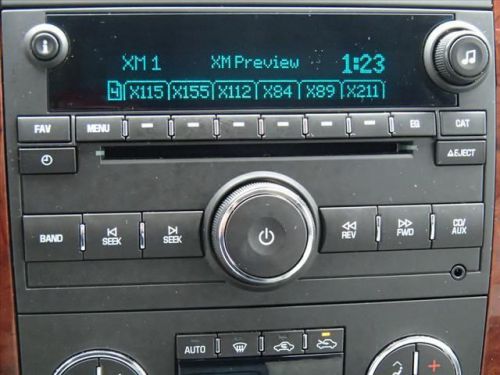 XM 1 XM Preview 1:23
4 X115 X155 X112 X84 X89 X211
FAV MENU EQ CAT
EJECT
BAND SEEK SEEK REV FWD CD/AUX
AUTO